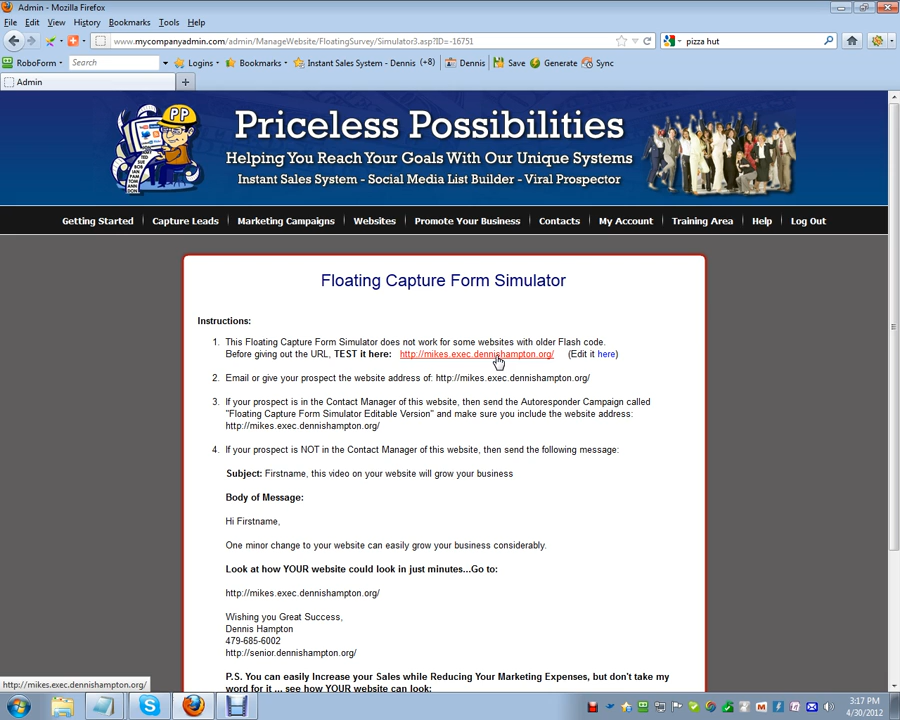 Admin - Mozilla Firefox
File Edit View History Bookmarks Tools Help
www.mycompanyadmin.com/admin/ManageWebsite/FloatingSurvey/Simulator3.asp?ID=-16751
pizza hut
RoboForm Search Logins Bookmarks Instant Sales System - Dennis (+8) Dennis Save Generate Sync
Admin
PP
Priceless Possibilities
Helping You Reach Your Goals With Our Unique Systems
Instant Sales System - Social Media List Builder - Viral Prospector
Getting Started Capture Leads Marketing Campaigns Websites Promote Your Business Contacts My Account Training Area Help Log Out
Floating Capture Form Simulator
Instructions:
1. This Floating Capture Form Simulator does not work for some websites with older Flash code.
Before giving out the URL, TEST it here: http://mikes.exec.dennishampton.org/ (Edit it here)
2. Email or give your prospect the website address of: http://mikes.exec.dennishampton.org/
3. If your prospect is in the Contact Manager of this website, then send the Autoresponder Campaign called
"Floating Capture Form Simulator Editable Version" and make sure you include the website address:
http://mikes.exec.dennishampton.org/
4. If your prospect is NOT in the Contact Manager of this website, then send the following message:
Subject: Firstname, this video on your website will grow your business
Body of Message:
Hi Firstname,
One minor change to your website can easily grow your business considerably.
Look at how YOUR website could look in just minutes...Go to:
http://mikes.exec.dennishampton.org/
Wishing you Great Success,
Dennis Hampton
479-685-6002
http://senior.dennishampton.org/
P.S. You can easily Increase your Sales while Reducing Your Marketing Expenses, but don't take my
word for it ... see how YOUR website can look:
http://mikes.exec.dennishampton.org/
3:17 PM
4/30/2012